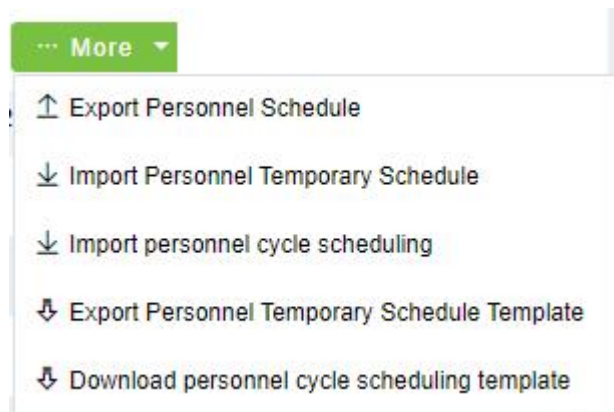 ··· More
Export Personnel Schedule
Import Personnel Temporary Schedule
Import personnel cycle scheduling
Export Personnel Temporary Schedule Template
Download personnel cycle scheduling template